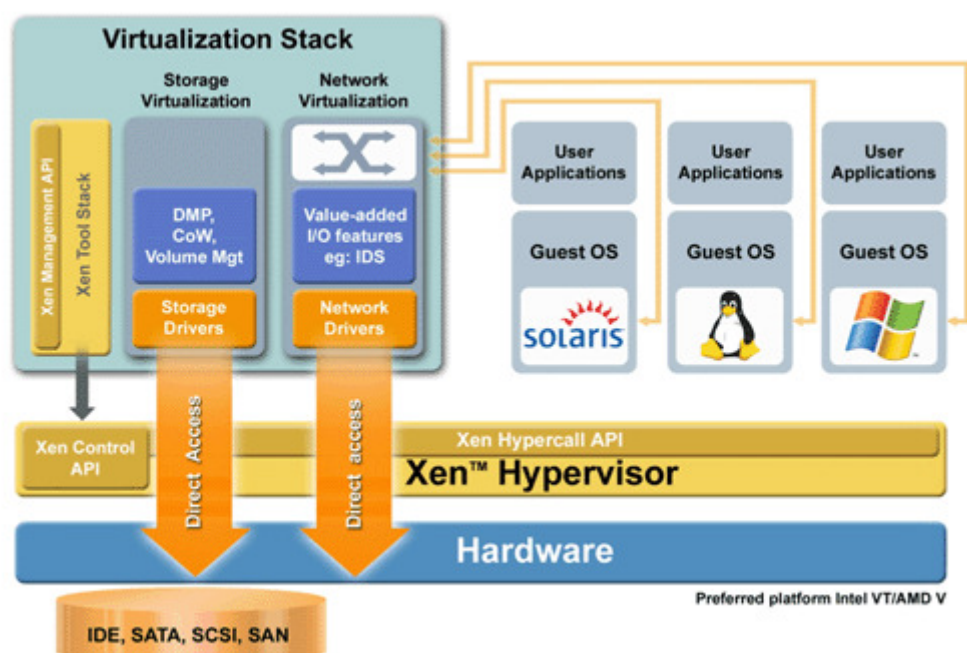 Virtualization Stack
Storage
Virtualization
Network
Virtualization
Xen Management API
Xen Tool Stack
DMP,
CoW,
Volume Mgt
Storage
Drivers
Value-added
I/O features
eg: IDS
Network
Drivers
User
Applications
Guest OS
solaris
User
Applications
Guest OS
User
Applications
Guest OS
Direct Access
Direct access
Xen Control
API
Xen Hypercall API
Xen™ Hypervisor
Hardware
Preferred platform Intel VT/AMD V
IDE, SATA, SCSI, SAN